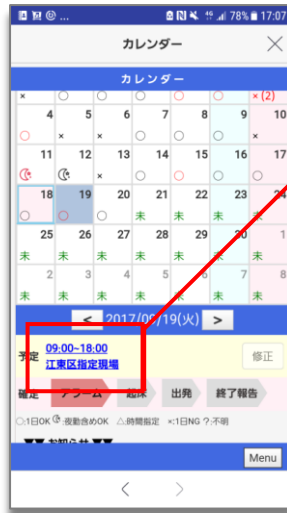 78% 17:07
カレンダー ×
カレンダー
× ○ ○ ○ ○ ○ ×(2)
4 5 6 7 8 9 10
○ × × ○ ○ ○ ×
11 12 13 14 15 16 17
× ○ ○ ○ ○
18 19 20 21 22 23 24
○ ○ ○ 未 未 未 未
25 26 27 28 29 30 1
未 未 未 未 未 未 未
2 3 4 5 6 7 8
未 未 未 未 未 未 未
< 2017/09/19(火) >
予定 09:00~18:00
江東区指定現場
修正
確定 アラーム 起床 出発 終了報告
○:1日OK :夜勤含めOK △:時間指定 ×:1日NG ?:不明
▼▼ お知らせ ▼▼
Menu